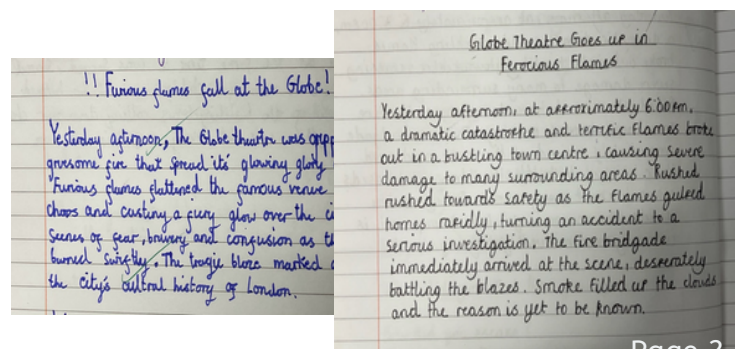 !! Furious flames fall at the Globe!
Yesterday afternoon, The Globe theatre was
gruesome fire that spread its' glowing glory
Furious flames flattened the famous venue
chaos and casting a fiery glow over the
Scenes of fear, bravery and confusion as
burned swiftly. The tragic blaze marked
the city's cultral history of London.
Globe Theatre Goes up in
Ferocious Flames
Yesterday afternoon, at approximately 6:00pm,
a dramatic catastrophe and terrific flames broke
out in a bustling town centre, causing severe
damage to many surrounding areas. Rushed
rushed towards safety as the flames gulfed
homes rapidly, turning an accident to a
serious investigation. The fire bridgade
immediately arrived at the scene, desperately
battling the blazes. Smoke filled up the clouds
and the reason is yet to be known.
Page 2